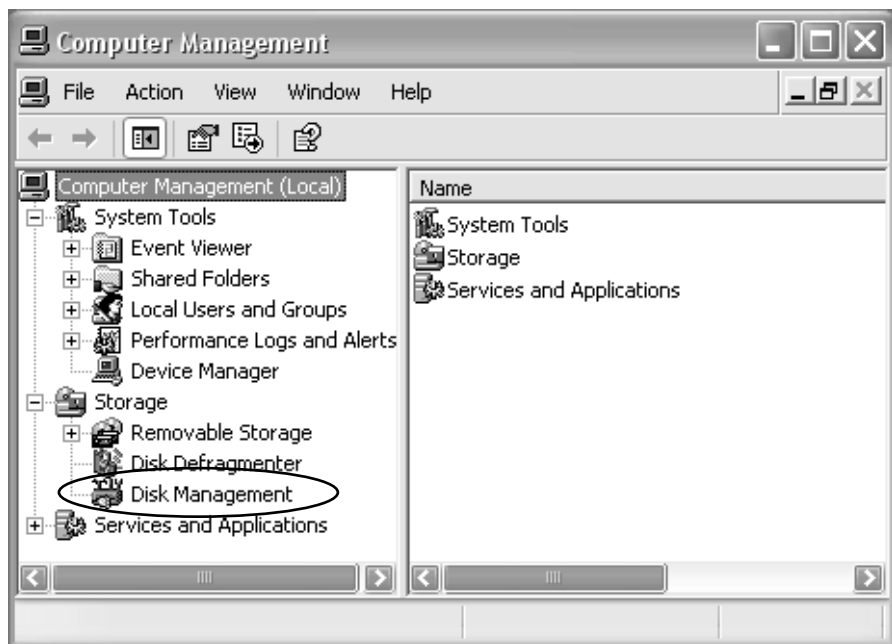 Computer Management
File Action View Window Help
Computer Management (Local)
System Tools
Event Viewer
Shared Folders
Local Users and Groups
Performance Logs and Alerts
Device Manager
Storage
Removable Storage
Disk Defragmenter
Disk Management
Services and Applications
Name
System Tools
Storage
Services and Applications